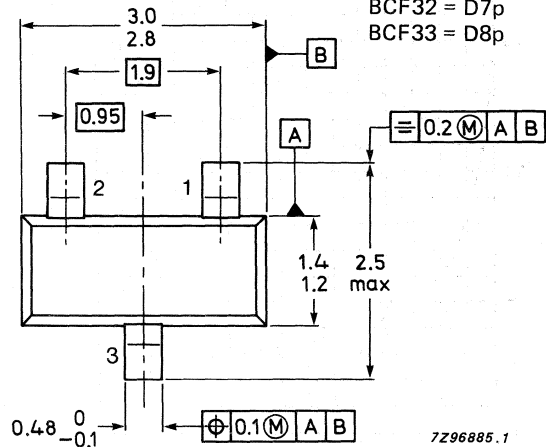 3.0
2.8
BCF32 = D7p
BCF33 = D8p
B
1.9
0.95
A
⌯ 0.2 Ⓜ A B
2
1
1.4
1.2
2.5
max
3
0.48 0
−0.1
⌖ 0.1 Ⓜ A B
7Z96885.1